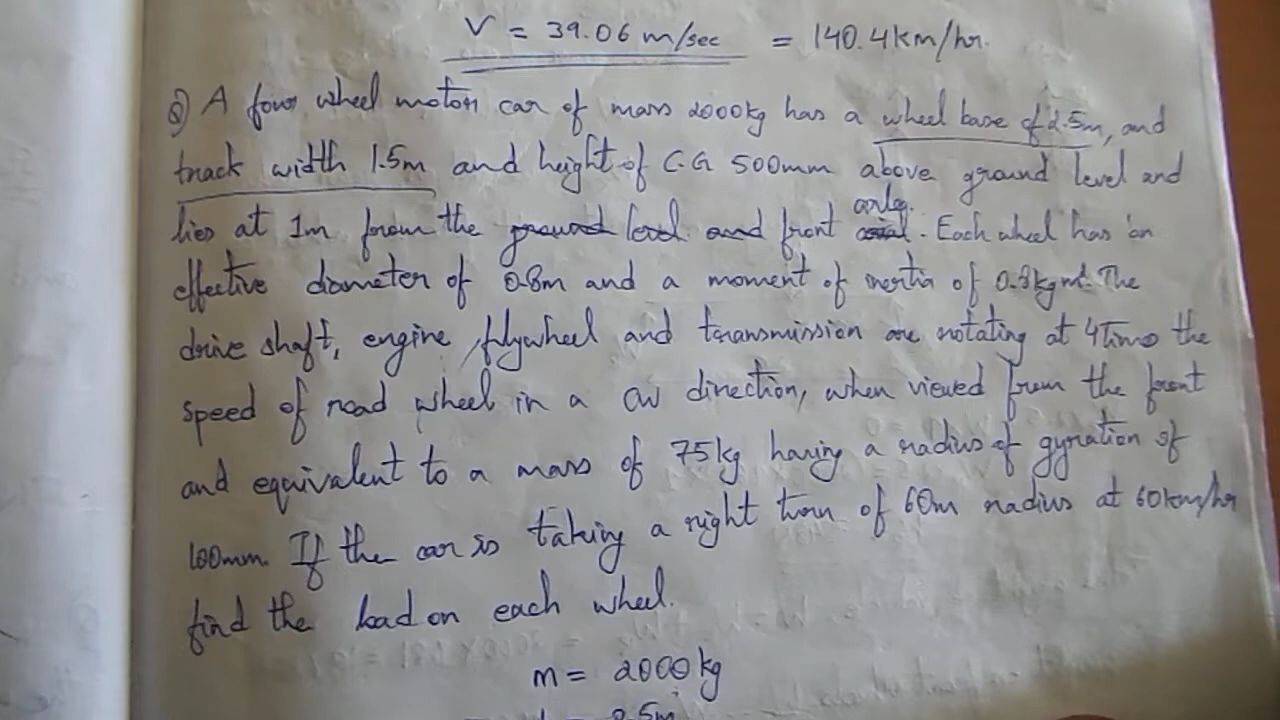 V = 39.06 m/sec = 140.4 km/hr.
Q) A four wheel motor car of mass 2000kg has a wheel base of 2.5m, and
track width 1.5m and height of C.G 500mm above ground level and
lies at 1m from the ground level and front axial axle. Each wheel has an
effective diameter of 0.8m and a moment of inertia of 0.8kgm². The
drive shaft, engine, flywheel and transmission are rotating at 4 times the
speed of road wheel in a CW direction, when viewed from the front
and equivalent to a mass of 75kg having a radius of gyration of
100mm. If the car is taking a right turn of 60m radius at 60km/hr
find the load on each wheel.
m = 2000 kg
2.5m